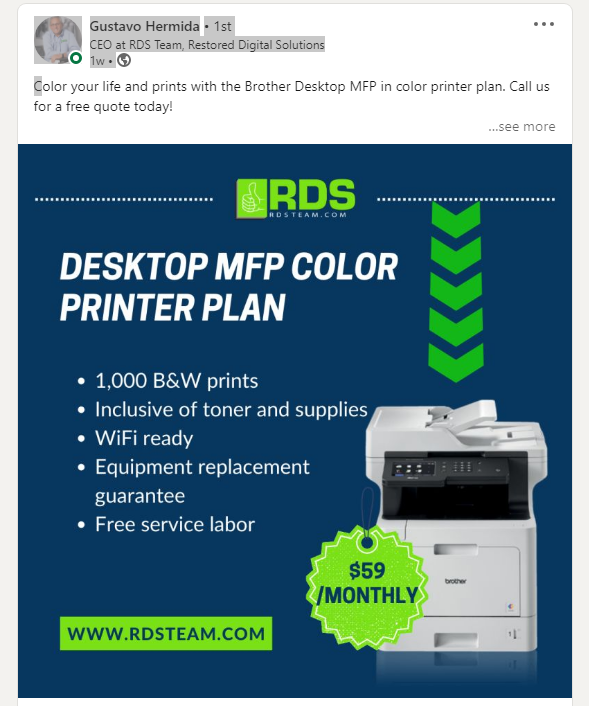 Gustavo Hermida • 1st
CEO at RDS Team, Restored Digital Solutions
1w •
Color your life and prints with the Brother Desktop MFP in color printer plan. Call us
for a free quote today!
...see more
RDS
RDSTEAM.COM
DESKTOP MFP COLOR
PRINTER PLAN
• 1,000 B&W prints
• Inclusive of toner and supplies
• WiFi ready
• Equipment replacement
guarantee
• Free service labor
$59
/MONTHLY
brother
1
WWW.RDSTEAM.COM